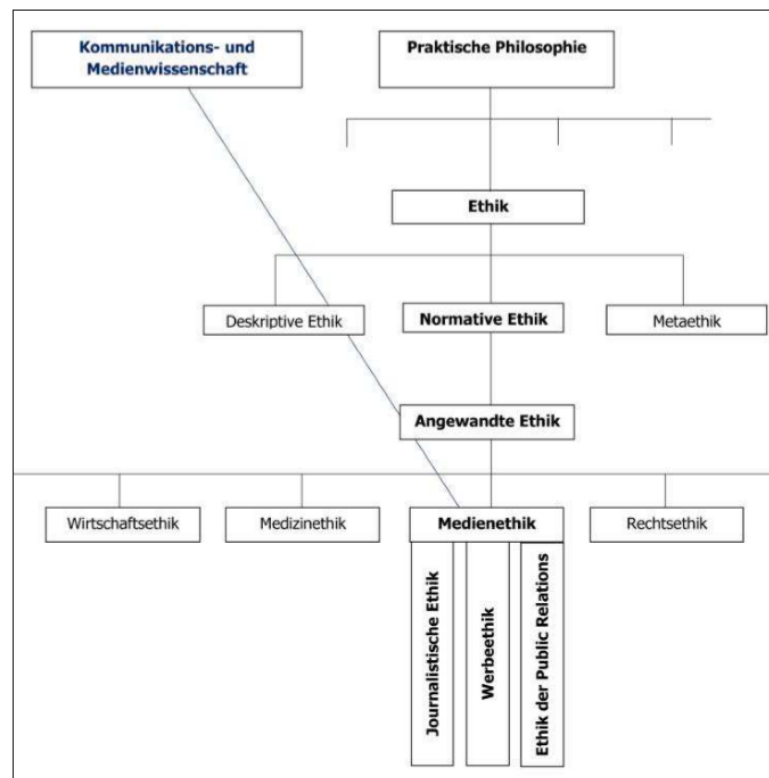 Kommunikations- und
Medienwissenschaft
Praktische Philosophie
Ethik
Deskriptive Ethik
Normative Ethik
Metaethik
Angewandte Ethik
Wirtschaftsethik
Medizinethik
Medienethik
Rechtsethik
Journalistische Ethik
Werbeethik
Ethik der Public Relations